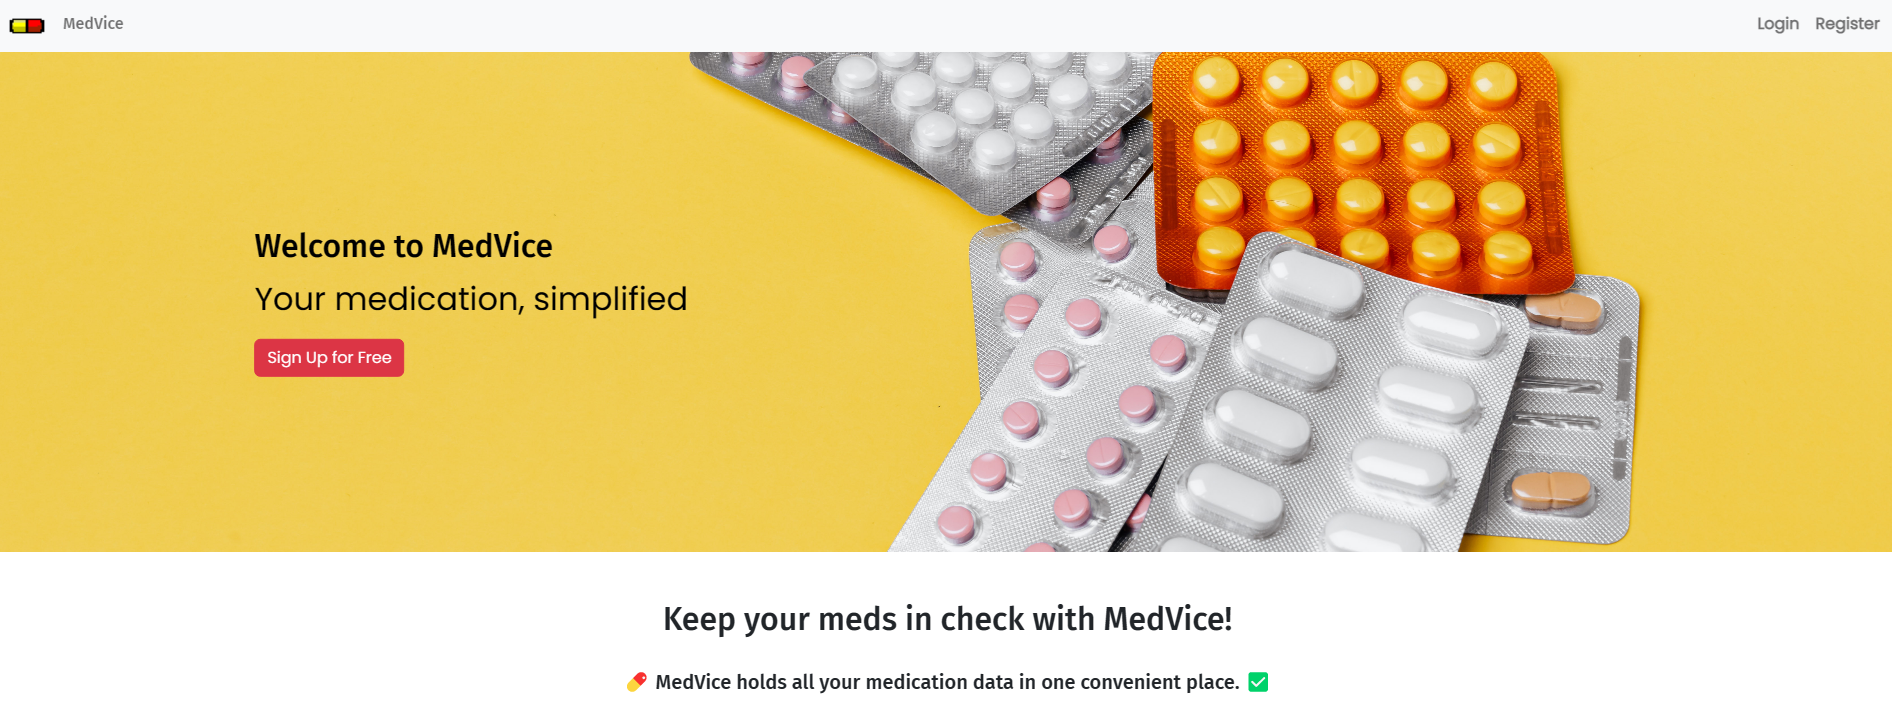 MedVice
Login Register
Welcome to MedVice
Your medication, simplified
Sign Up for Free
Keep your meds in check with MedVice!
💊 MedVice holds all your medication data in one convenient place. ✅